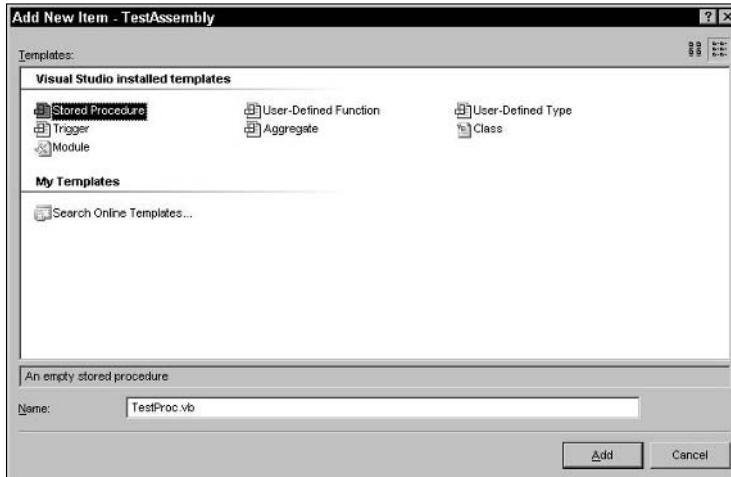 Add New Item - TestAssembly
Templates:
Visual Studio installed templates
Stored Procedure User-Defined Function User-Defined Type
Trigger Aggregate Class
Module
My Templates
Search Online Templates...
An empty stored procedure
Name: TestProc.vb
Add Cancel